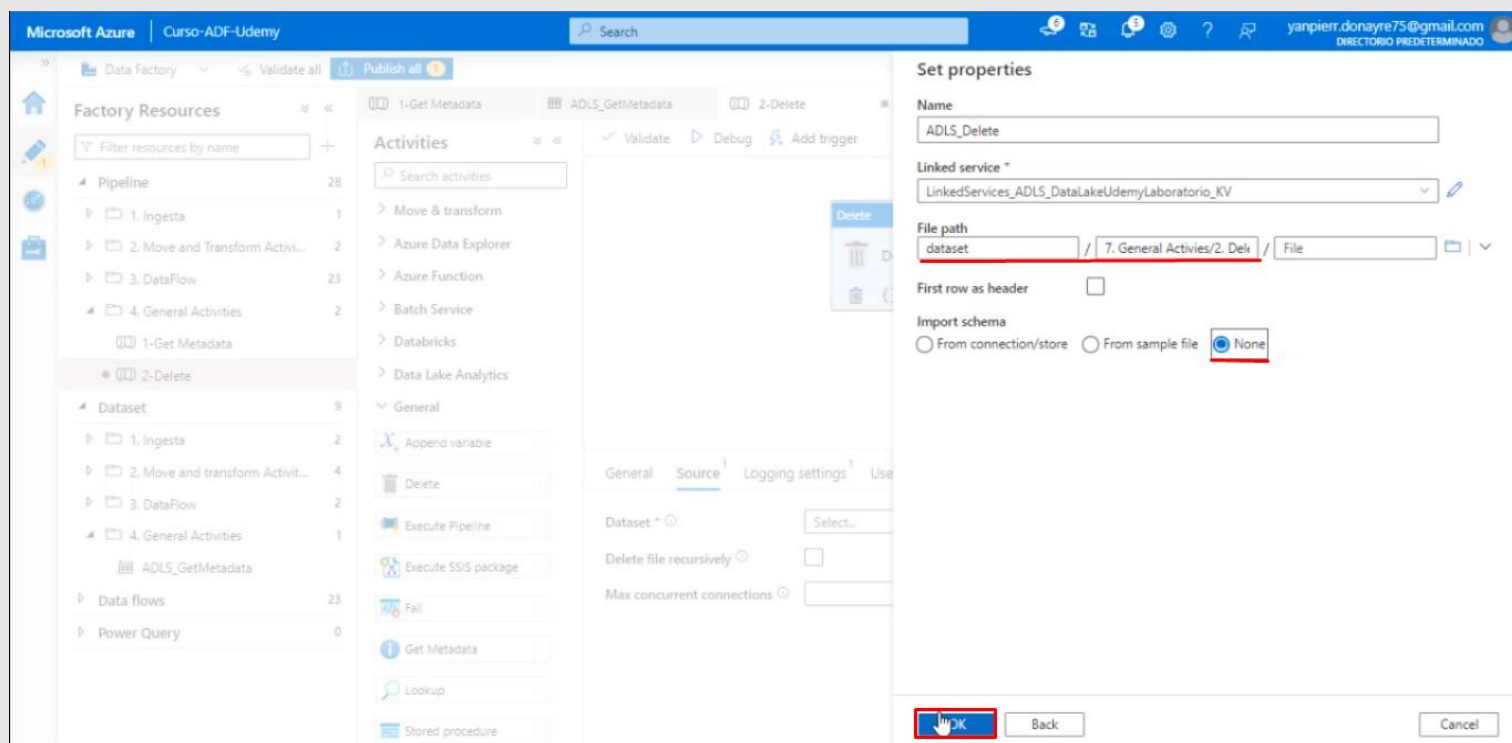 Microsoft Azure
Curso-ADF-Udemy
Search
6
5
yanpierr.donayre75@gmail.com
DIRECTORIO PREDETERMINADO
Data Factory
Validate all
Publish all 1
Factory Resources
Filter resources by name
1
Pipeline 28
1. Ingesta 1
2. Move and Transform Activi... 2
3. DataFlow 23
4. General Activities 2
1-Get Metadata
2-Delete
Dataset 9
1. Ingesta 2
2. Move and transform Activit... 4
3. DataFlow 2
4. General Activities 1
ADLS_GetMetadata
Data flows 23
Power Query 0
1-Get Metadata
ADLS_GetMetadata
2-Delete
Activities
Search activities
Move & transform
Azure Data Explorer
Azure Function
Batch Service
Databricks
Data Lake Analytics
General
Append variable
Delete
Execute Pipeline
Execute SSIS package
Fail
Get Metadata
Lookup
Stored procedure
Validate
Debug
Add trigger
Delete
General
Source 1
Logging settings 1
Use
Dataset *
Select...
Delete file recursively
Max concurrent connections
Set properties
Name
ADLS_Delete
Linked service *
LinkedServices_ADLS_DataLakeUdemyLaboratorio_KV
File path
dataset / 7. General Activies/2. Dele / File
First row as header
Import schema
From connection/store
From sample file
None
OK
Back
Cancel